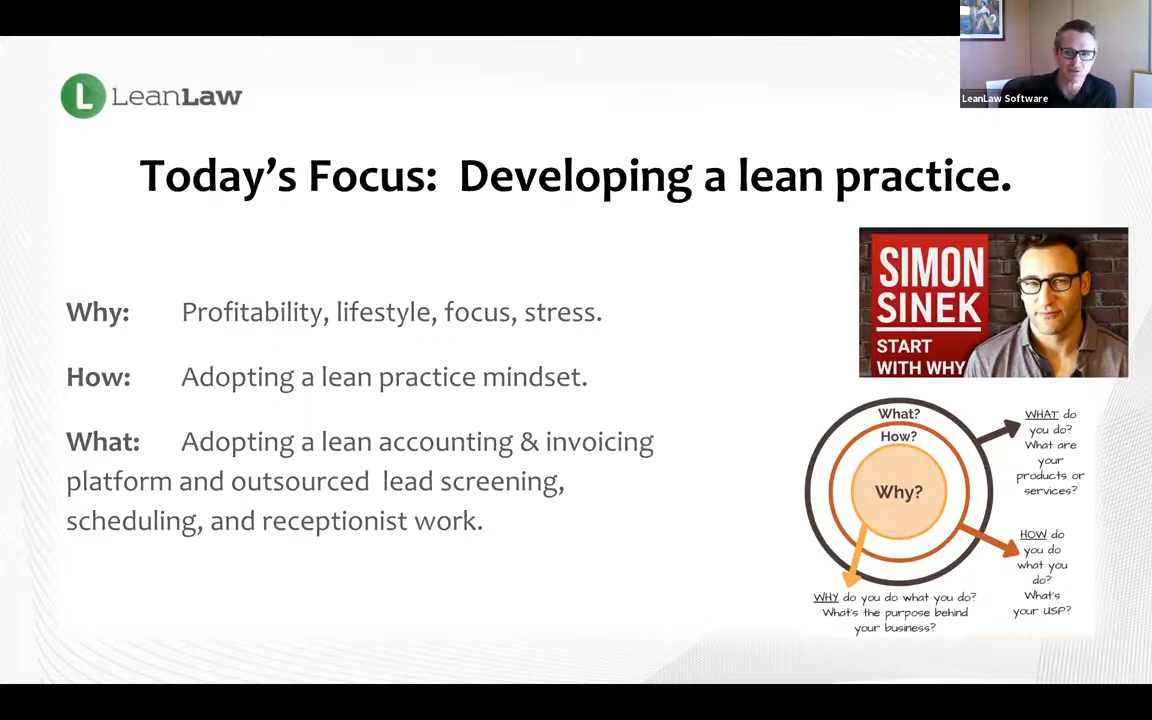 LeanLaw Software
L LeanLaw
Today's Focus:  Developing a lean practice.
Why: Profitability, lifestyle, focus, stress.
How: Adopting a lean practice mindset.
What: Adopting a lean accounting & invoicing
platform and outsourced  lead screening,
scheduling, and receptionist work.
SIMON
SINEK
START
WITH WHY
What?
How?
Why?
WHAT do
you do?
What are
your
products or
services?
HOW do
you do
what you
do?
What's
your USP?
WHY do you do what you do?
What's the purpose behind
your business?